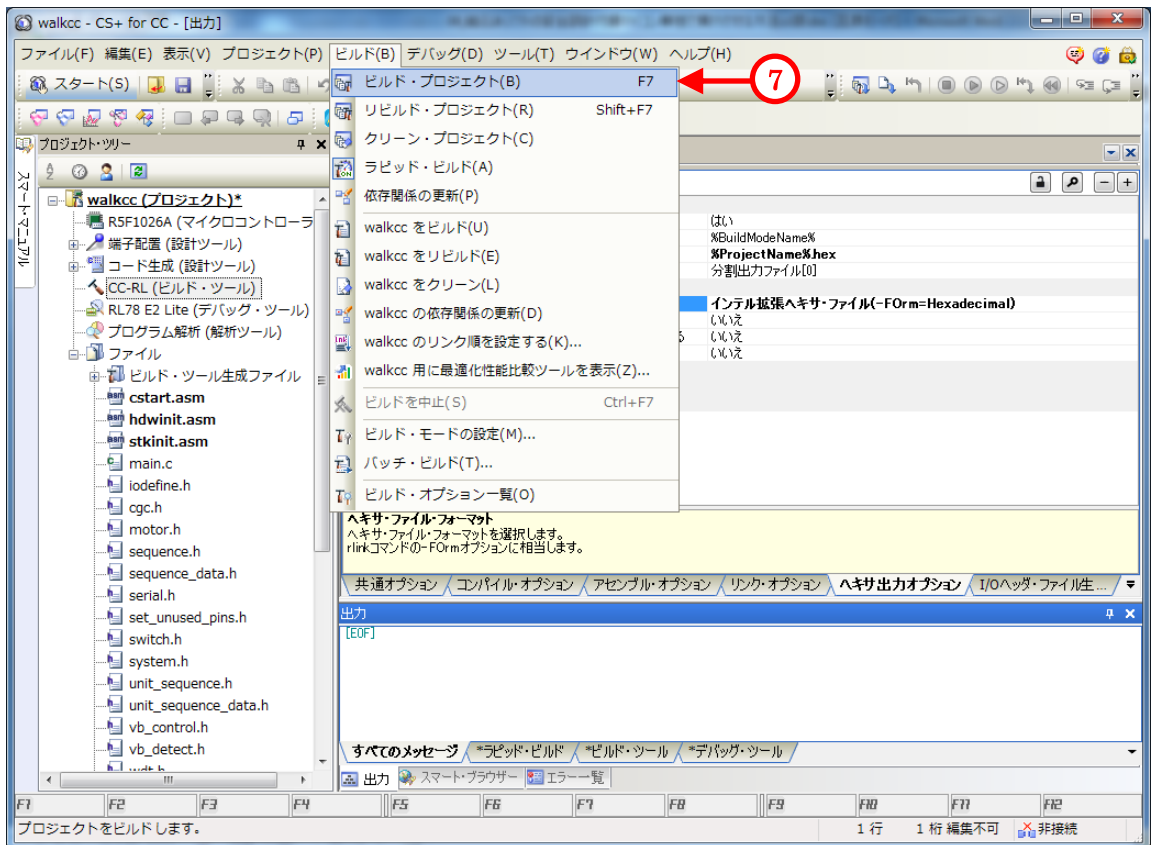 walkcc - CS+ for CC - [出力]
ファイル(F) 編集(E) 表示(V) プロジェクト(P) ビルド(B) デバッグ(D) ツール(T) ウインドウ(W) ヘルプ(H)
スタート(S)
ビルド・プロジェクト(B) F7
7
リビルド・プロジェクト(R) Shift+F7
クリーン・プロジェクト(C)
ラピッド・ビルド(A)
依存関係の更新(P)
walkcc をビルド(U)
walkcc をリビルド(E)
walkcc をクリーン(L)
walkcc の依存関係の更新(D)
walkcc のリンク順を設定する(K)...
walkcc 用に最適化性能比較ツールを表示(Z)...
ビルドを中止(S) Ctrl+F7
ビルド・モードの設定(M)...
バッチ・ビルド(T)...
ビルド・オプション一覧(O)
プロジェクト・ツリー
スマート・マニュアル
walkcc (プロジェクト)*
R5F1026A (マイクロコントローラ
端子配置 (設計ツール)
コード生成 (設計ツール)
CC-RL (ビルド・ツール)
RL78 E2 Lite (デバッグ・ツール)
プログラム解析 (解析ツール)
ファイル
ビルド・ツール生成ファイル
cstart.asm
hdwinit.asm
stkinit.asm
main.c
iodefine.h
cgc.h
motor.h
sequence.h
sequence_data.h
serial.h
set_unused_pins.h
switch.h
system.h
unit_sequence.h
unit_sequence_data.h
vb_control.h
vb_detect.h
wdt.h
はい
%BuildModeName%
%ProjectName%.hex
分割出力ファイル[0]
インテル拡張ヘキサ・ファイル(-FOrm=Hexadecimal)
いいえ
る いいえ
いいえ
ヘキサ・ファイル・フォーマット
ヘキサ・ファイル・フォーマットを選択します。
rlinkコマンドの-FOrmオプションに相当します。
共通オプション コンパイル・オプション アセンブル・オプション リンク・オプション ヘキサ出力オプション I/Oヘッダ・ファイル生...
出力
[EOF]
すべてのメッセージ *ラピッド・ビルド *ビルド・ツール *デバッグ・ツール
出力 スマート・ブラウザー エラー一覧
F1 F2 F3 F4 F5 F6 F7 F8 F9 F10 F11 F12
プロジェクトをビルドします。 1 行 1 桁 編集不可 非接続